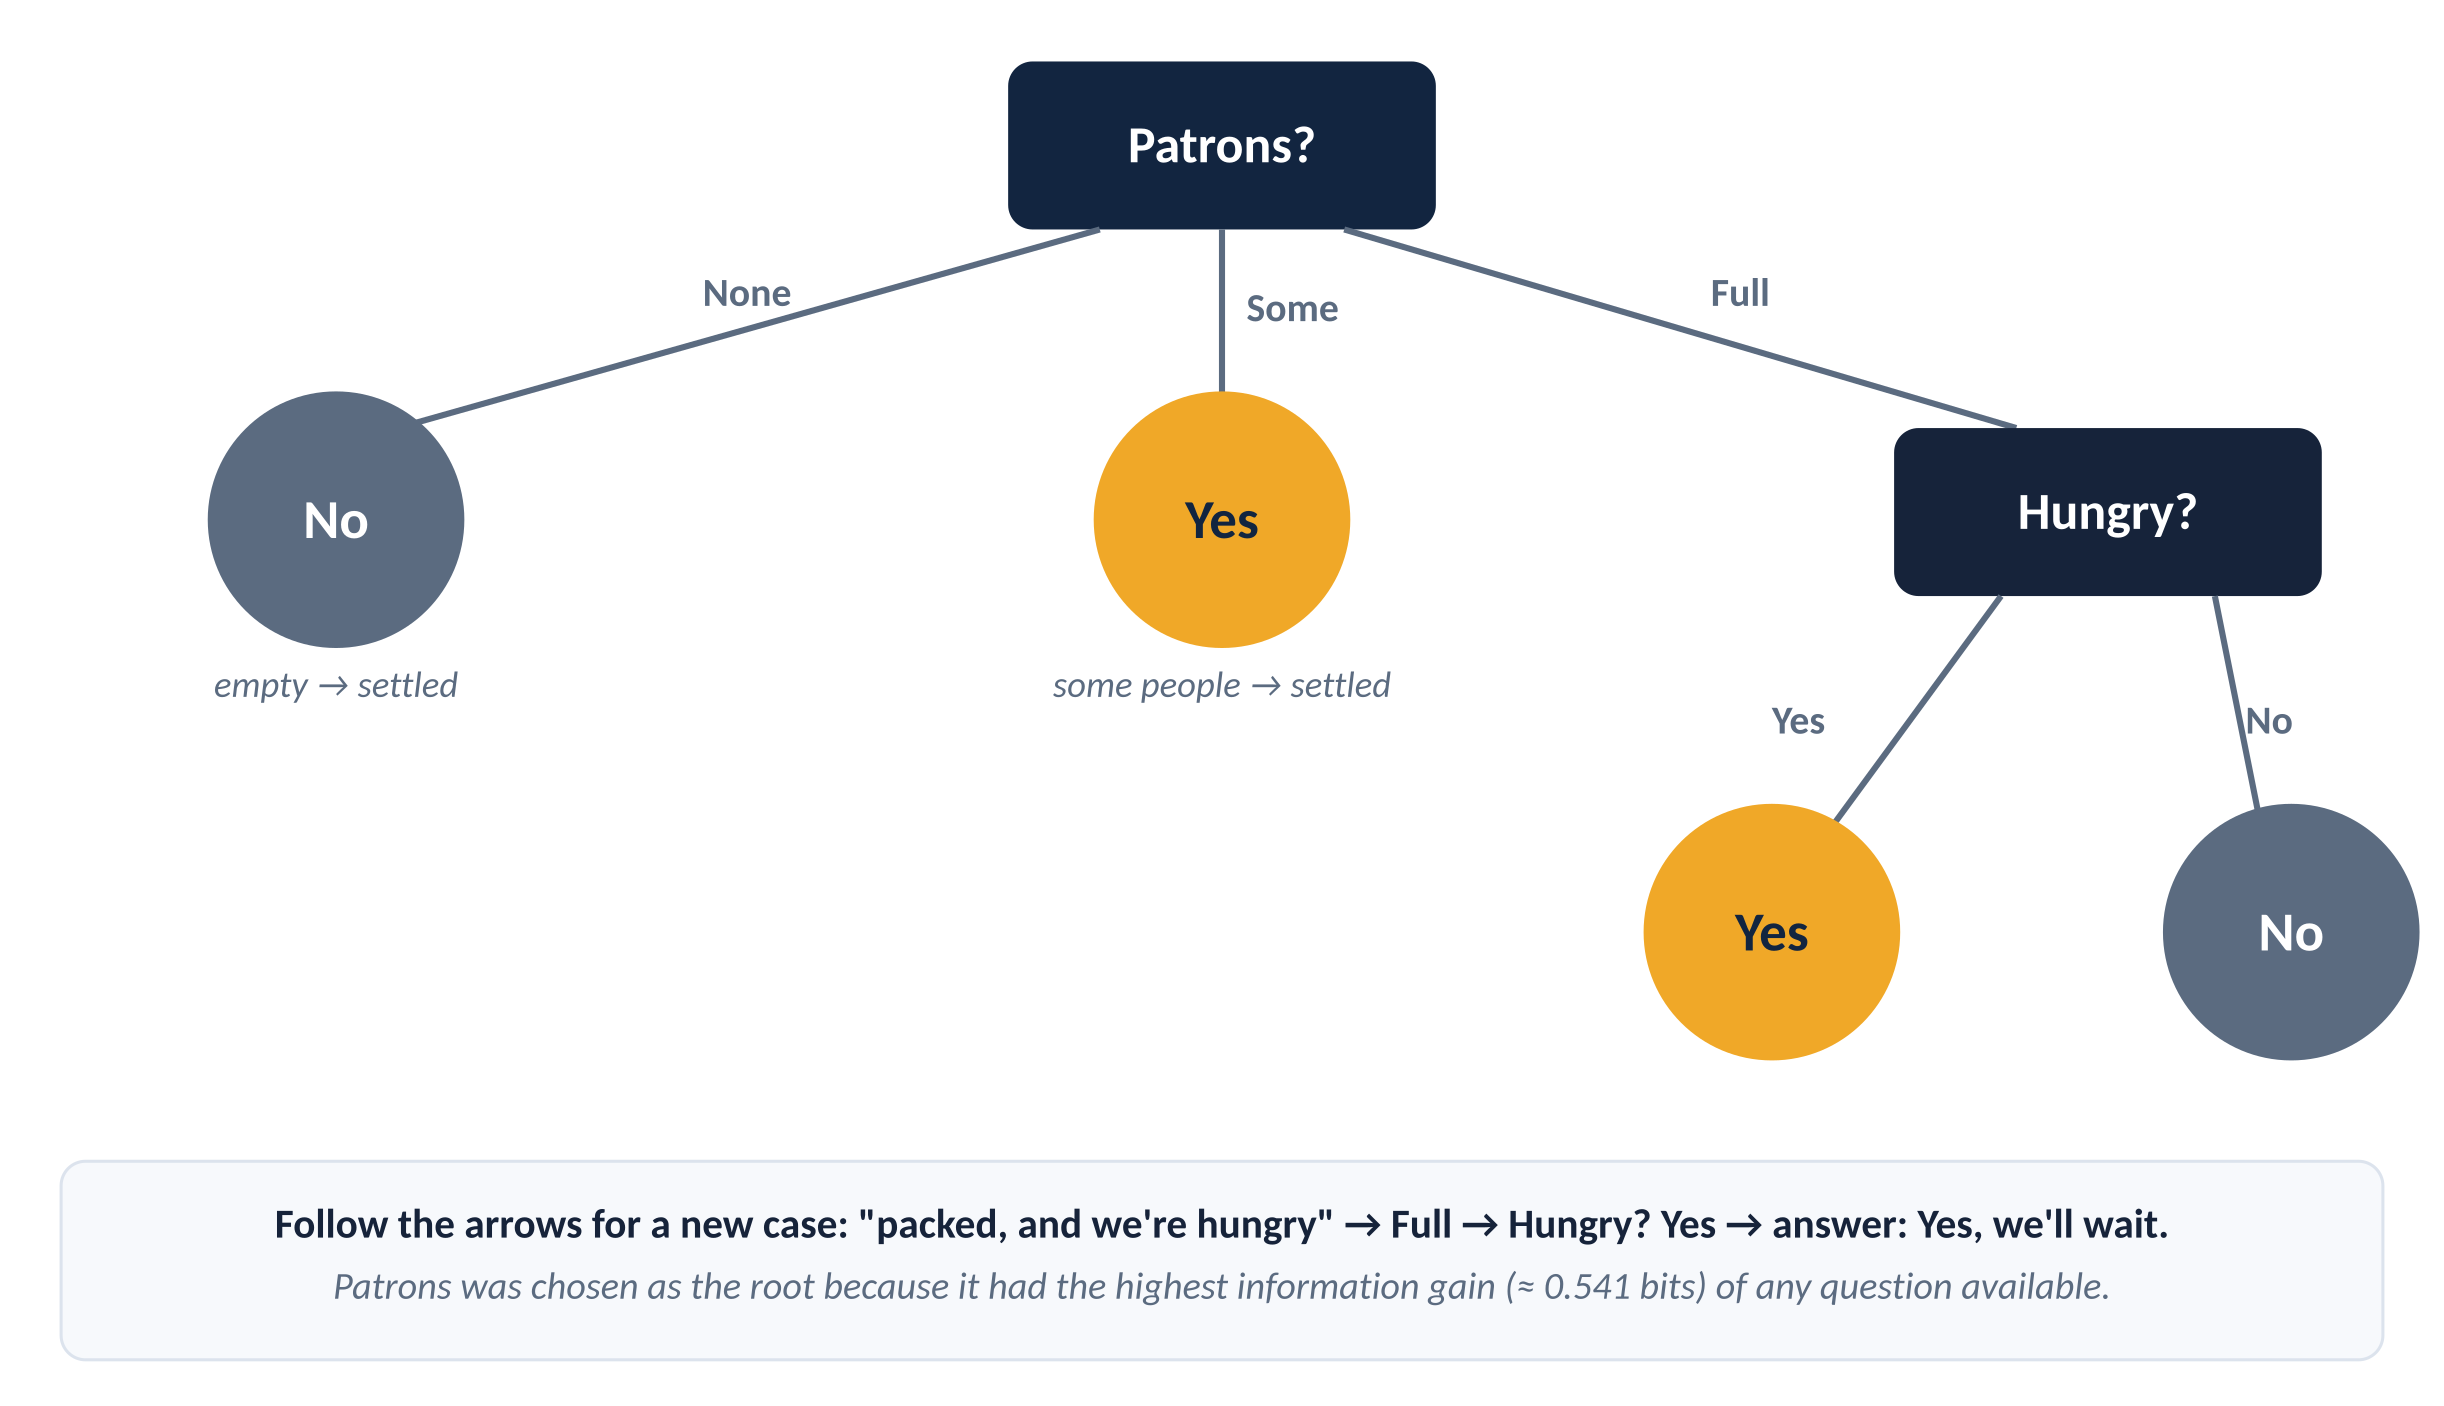 Patrons?
None
Some
Full
No
Yes
Hungry?
empty → settled
some people → settled
Yes
No
Yes
No
Follow the arrows for a new case: "packed, and we're hungry" → Full → Hungry? Yes → answer: Yes, we'll wait.
Patrons was chosen as the root because it had the highest information gain (≈ 0.541 bits) of any question available.